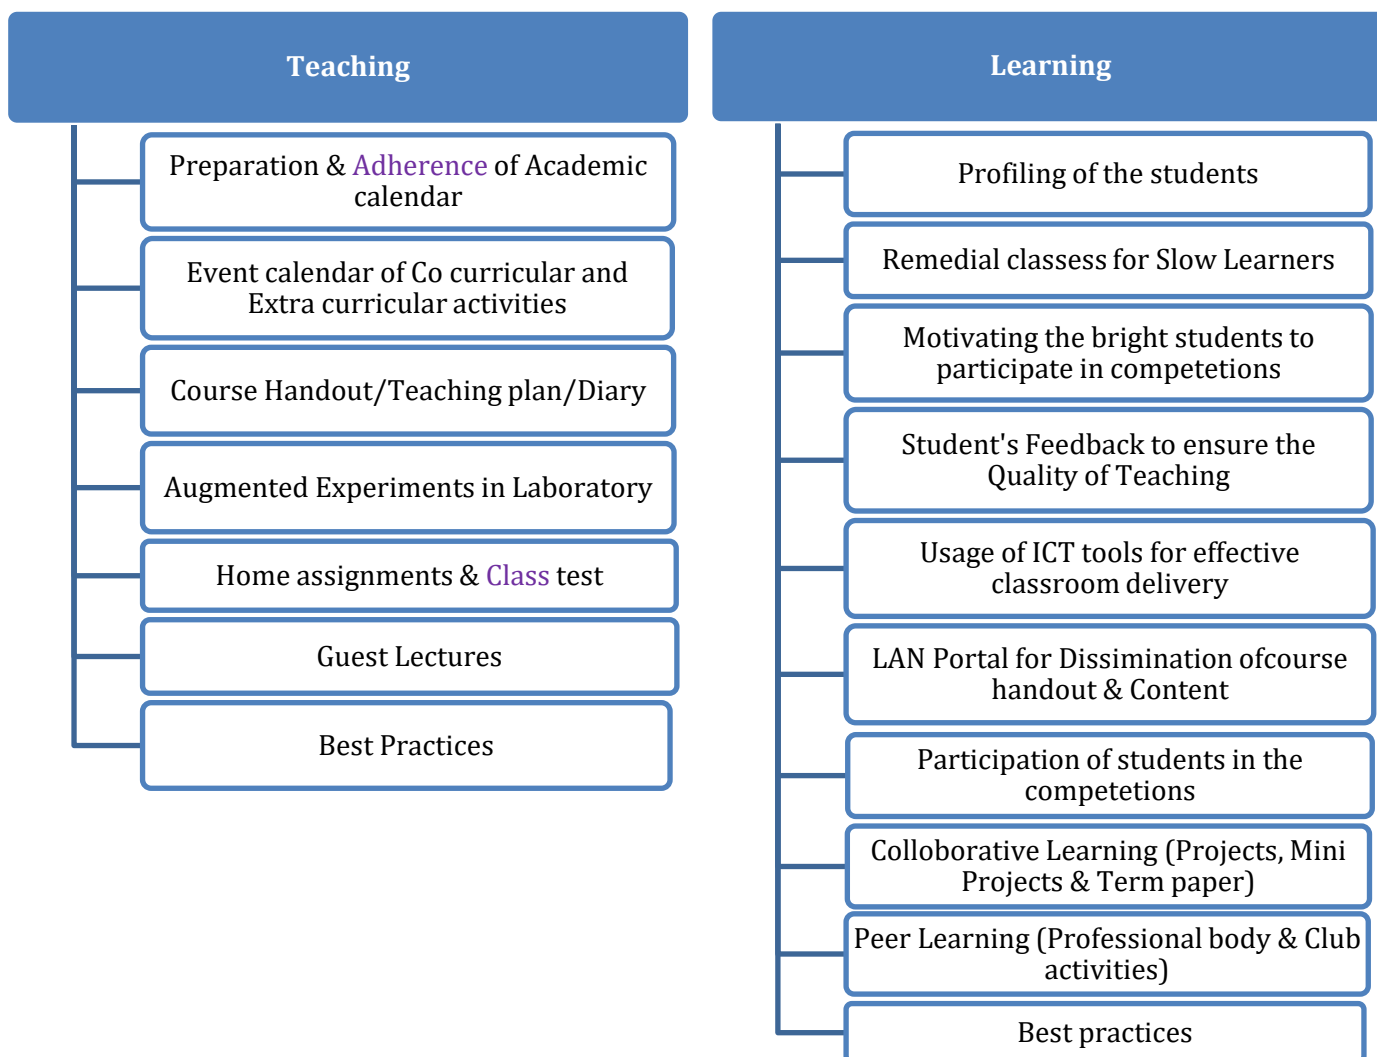 Teaching
Preparation & Adherence of Academic
calendar
Event calendar of Co curricular and
Extra curricular activities
Course Handout/Teaching plan/Diary
Augmented Experiments in Laboratory
Home assignments & Class test
Guest Lectures
Best Practices
Learning
Profiling of the students
Remedial classess for Slow Learners
Motivating the bright students to
participate in competetions
Student's Feedback to ensure the
Quality of Teaching
Usage of ICT tools for effective
classroom delivery
LAN Portal for Dissimination ofcourse
handout & Content
Participation of students in the
competetions
Colloborative Learning (Projects, Mini
Projects & Term paper)
Peer Learning (Professional body & Club
activities)
Best practices